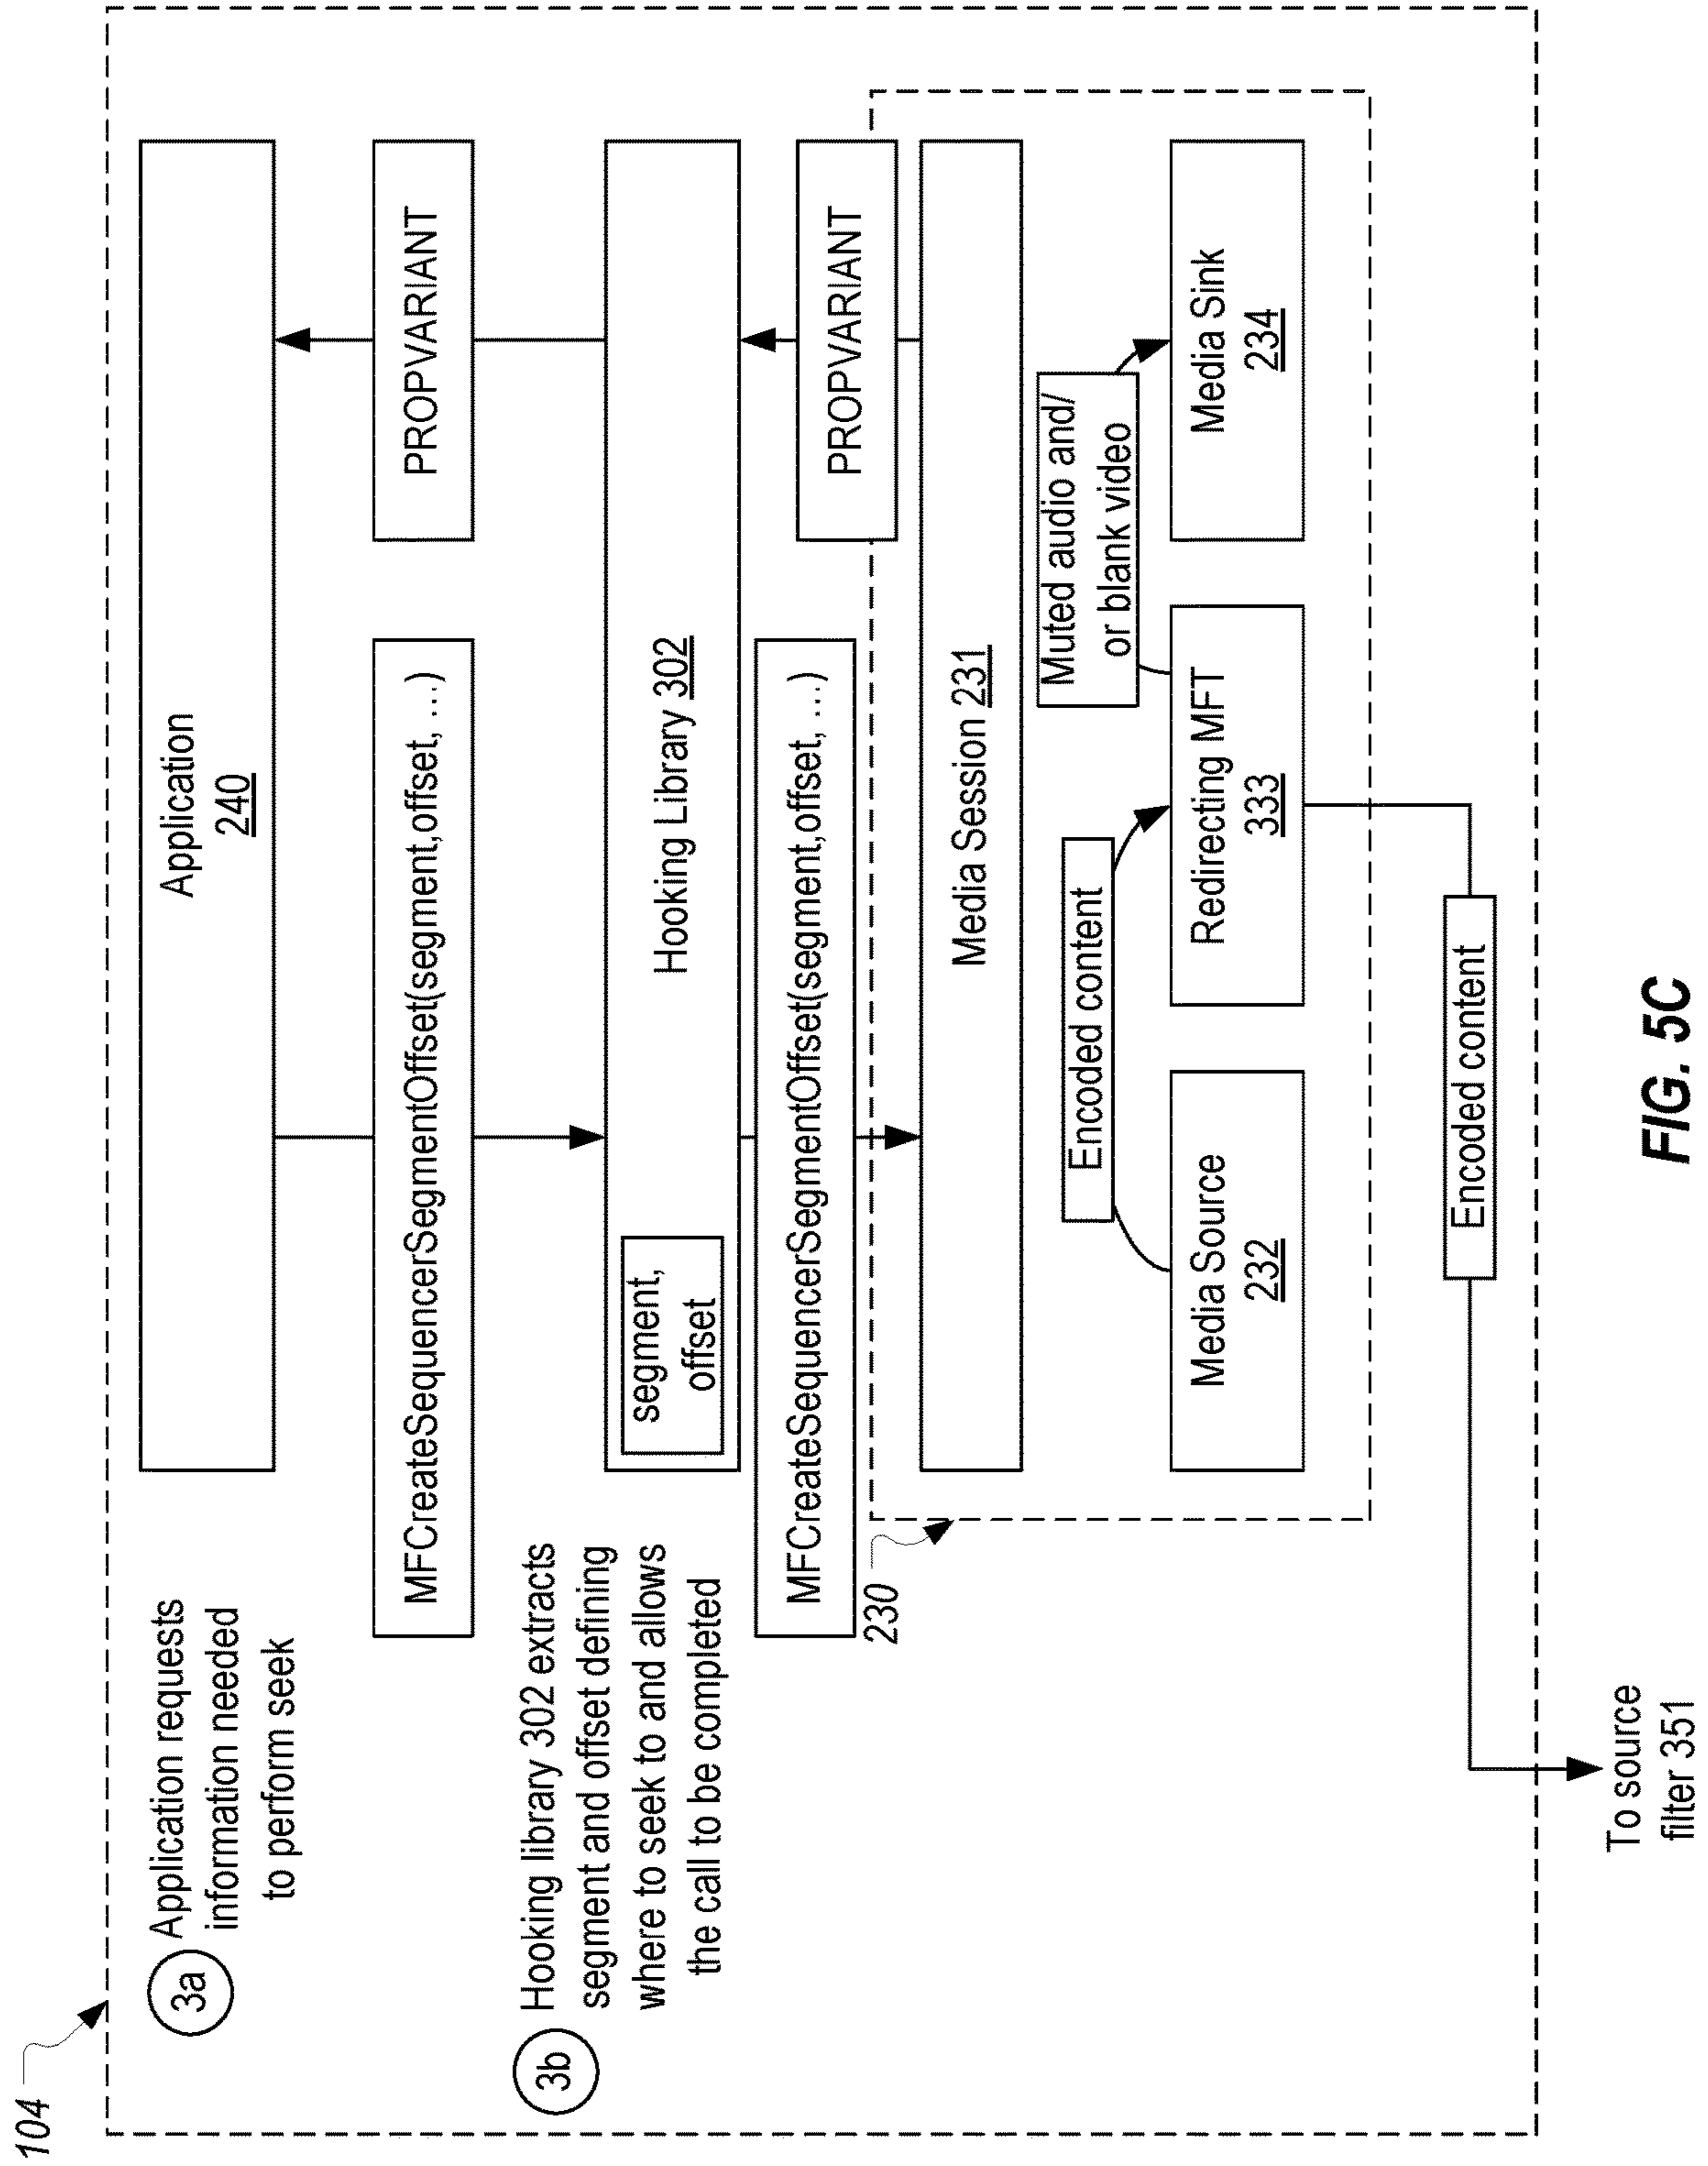 104
3a
Application requests
information needed
to perform seek
Application
240
MFCreateSequencerSegmentOffset(segment,offset, ...)
PROPVARIANT
3b
Hooking library 302 extracts
segment and offset defining
where to seek to and allows
the call to be completed
segment,
offset
Hooking Library 302
MFCreateSequencerSegmentOffset(segment,offset, ...)
PROPVARIANT
230
Media Session 231
Encoded content
Muted audio and/
or blank video
Media Source
232
Redirecting MFT
333
Media Sink
234
Encoded content
To source
filter 351
FIG. 5C